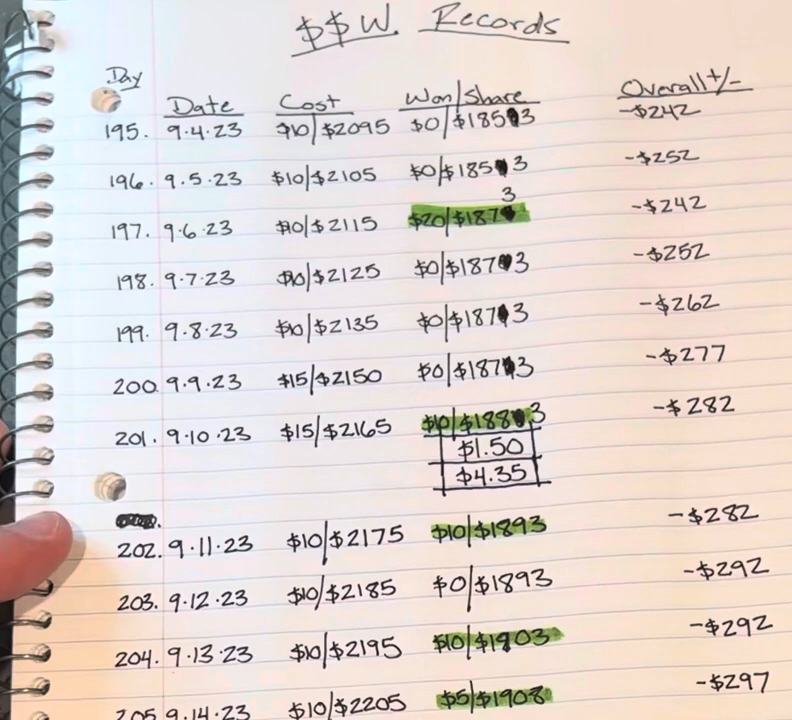 $$W. Records
Day Date Cost Won/Share Overall +/-
195. 9.4.23 $10/$2095 $0/$1853 -$242
196. 9.5.23 $10/$2105 $0/$1853 -$252
197. 9.6.23 $10/$2115 $20/$1873 -$242
198. 9.7.23 $10/$2125 $0/$1873 -$252
199. 9.8.23 $10/$2135 $0/$1873 -$262
200. 9.9.23 $15/$2150 $0/$1873 -$277
201. 9.10.23 $15/$2165 $10/$1883 -$282
$1.50
$4.35
202. 9.11.23 $10/$2175 $10/$1893 -$282
203. 9.12.23 $10/$2185 $0/$1893 -$292
204. 9.13.23 $10/$2195 $10/$1903 -$292
205. 9.14.23 $10/$2205 $5/$1908 -$297